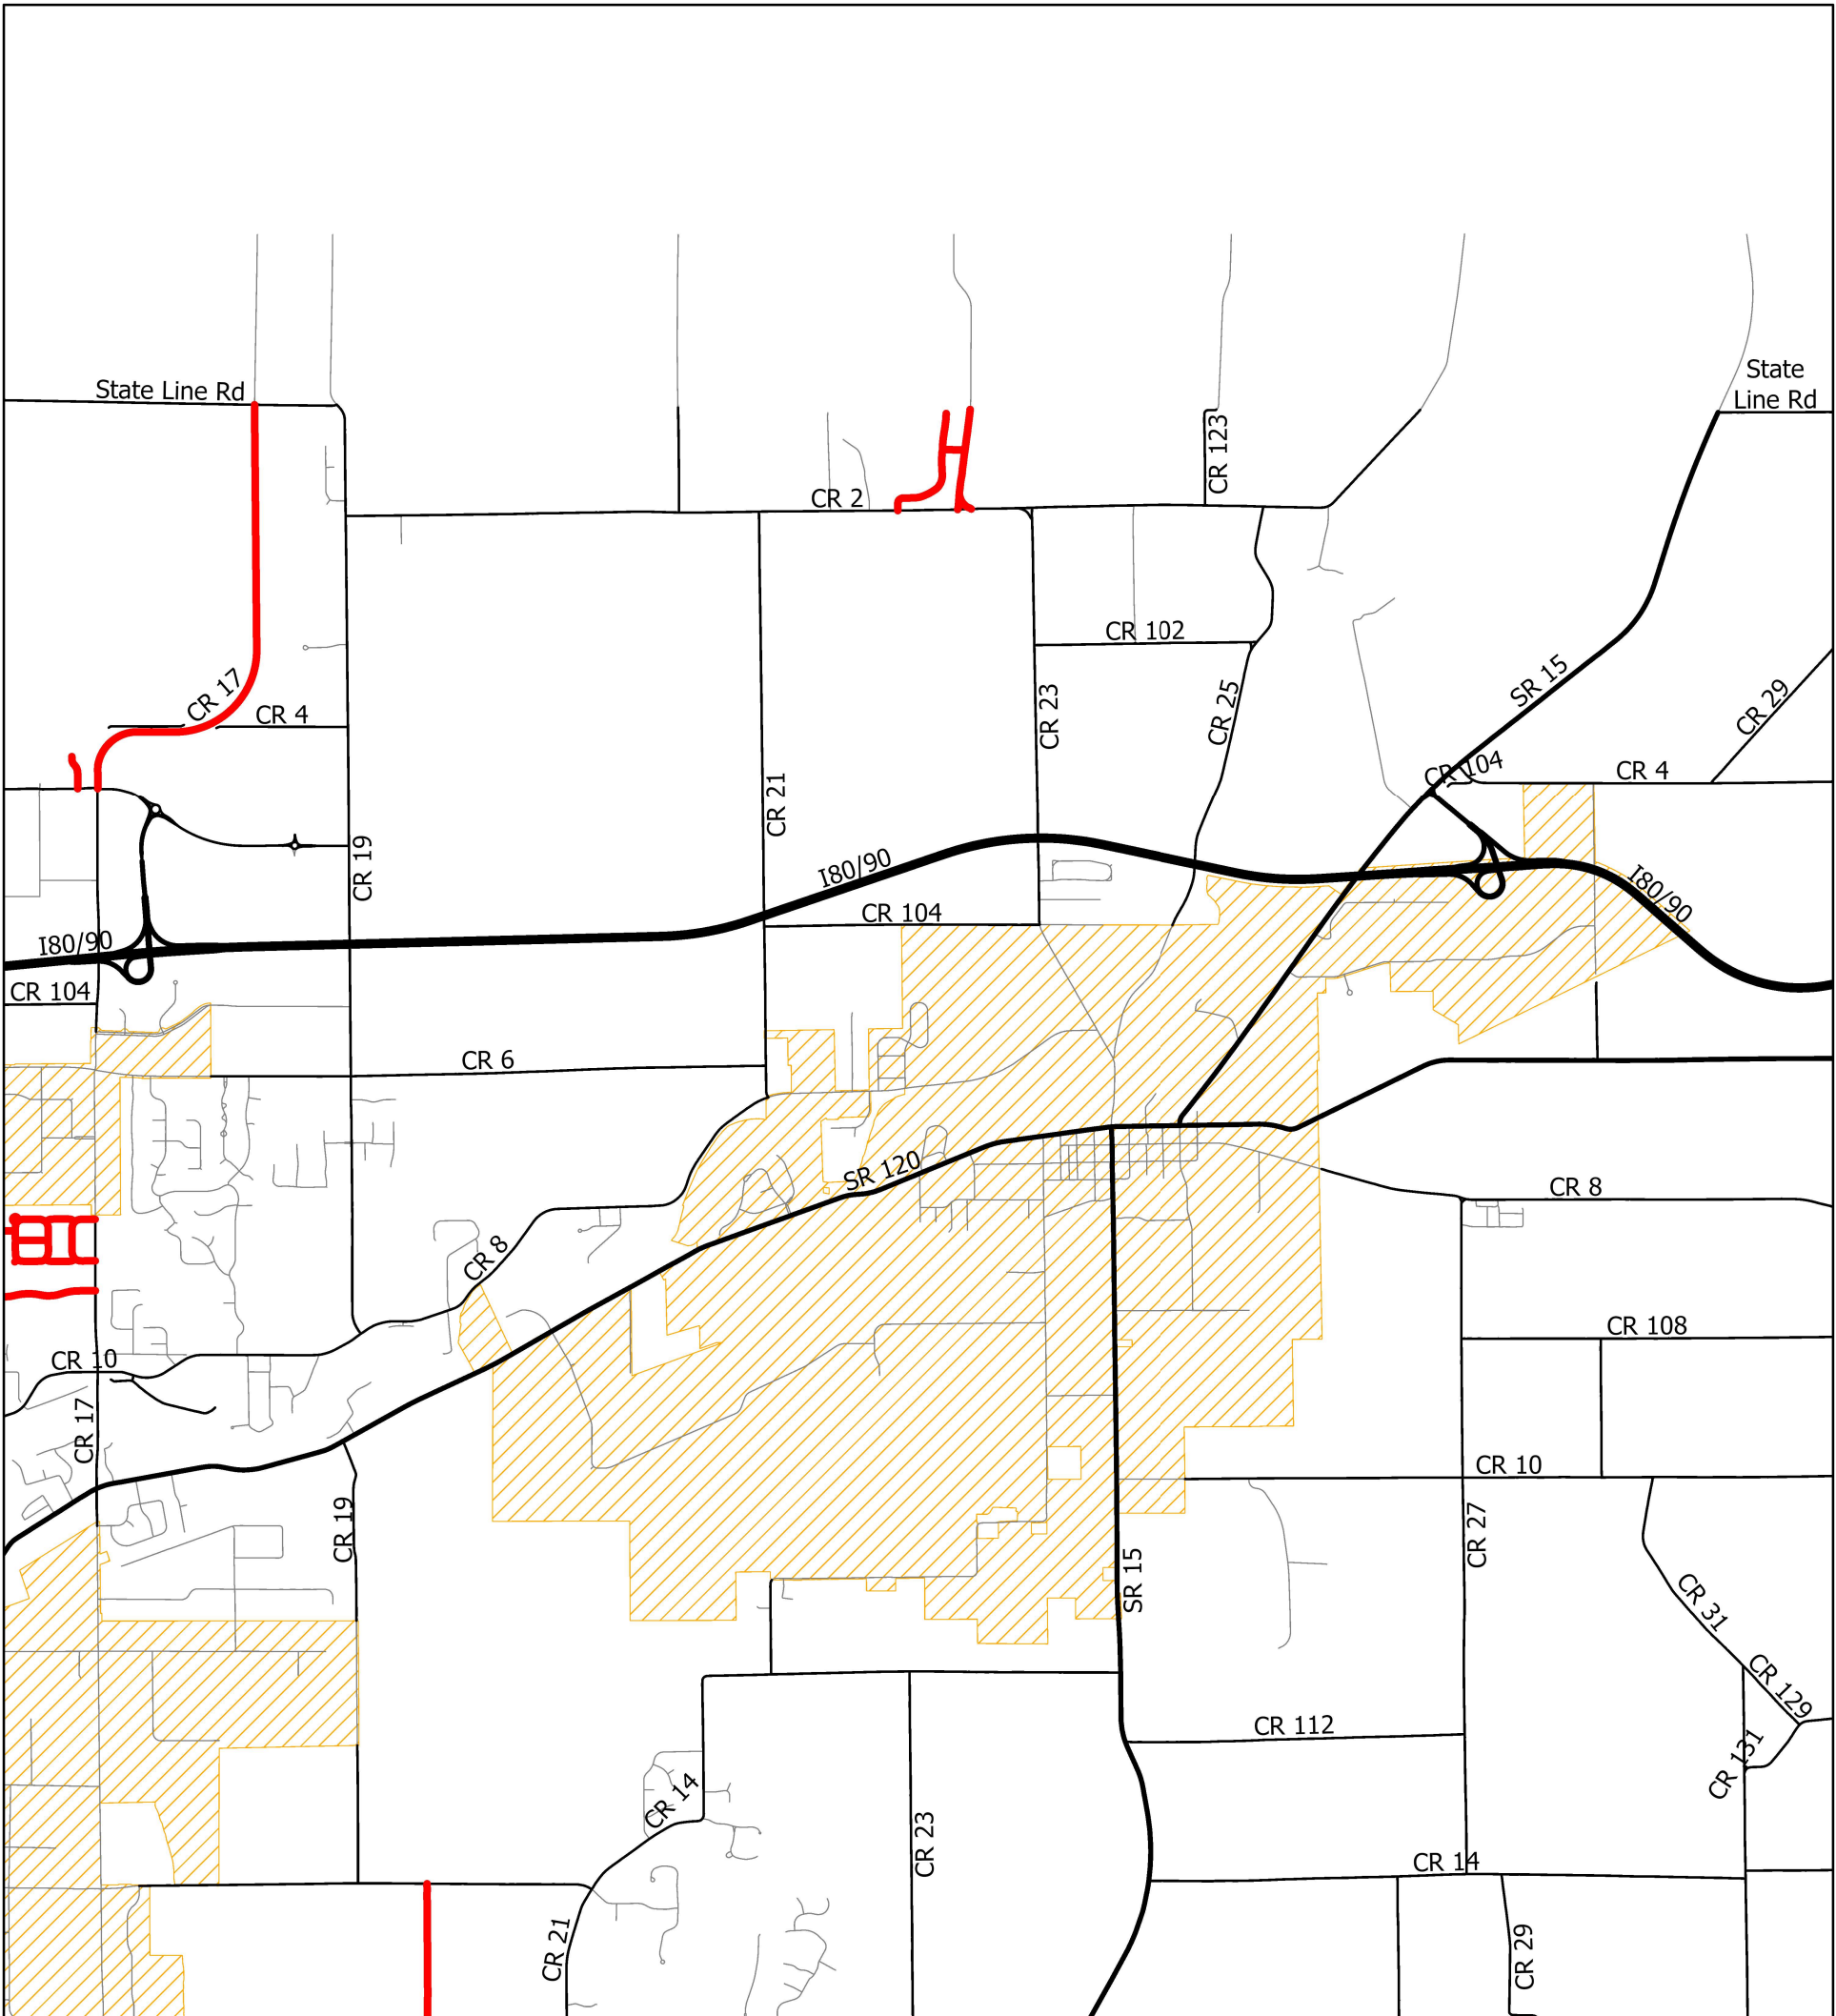 State Line Rd
State
Line Rd
CR 123
CR 2
CR 102
SR 15
CR 17
CR 4
CR 23
CR 25
CR 29
CR 104
CR 4
CR 21
CR 19
I80/90
I80/90
CR 104
I80/90
CR 104
CR 6
SR 120
CR 8
CR 8
CR 108
CR 10
CR 17
CR 10
CR 19
CR 27
SR 15
CR 31
CR 129
CR 112
CR 131
CR 14
CR 23
CR 14
CR 21
CR 29